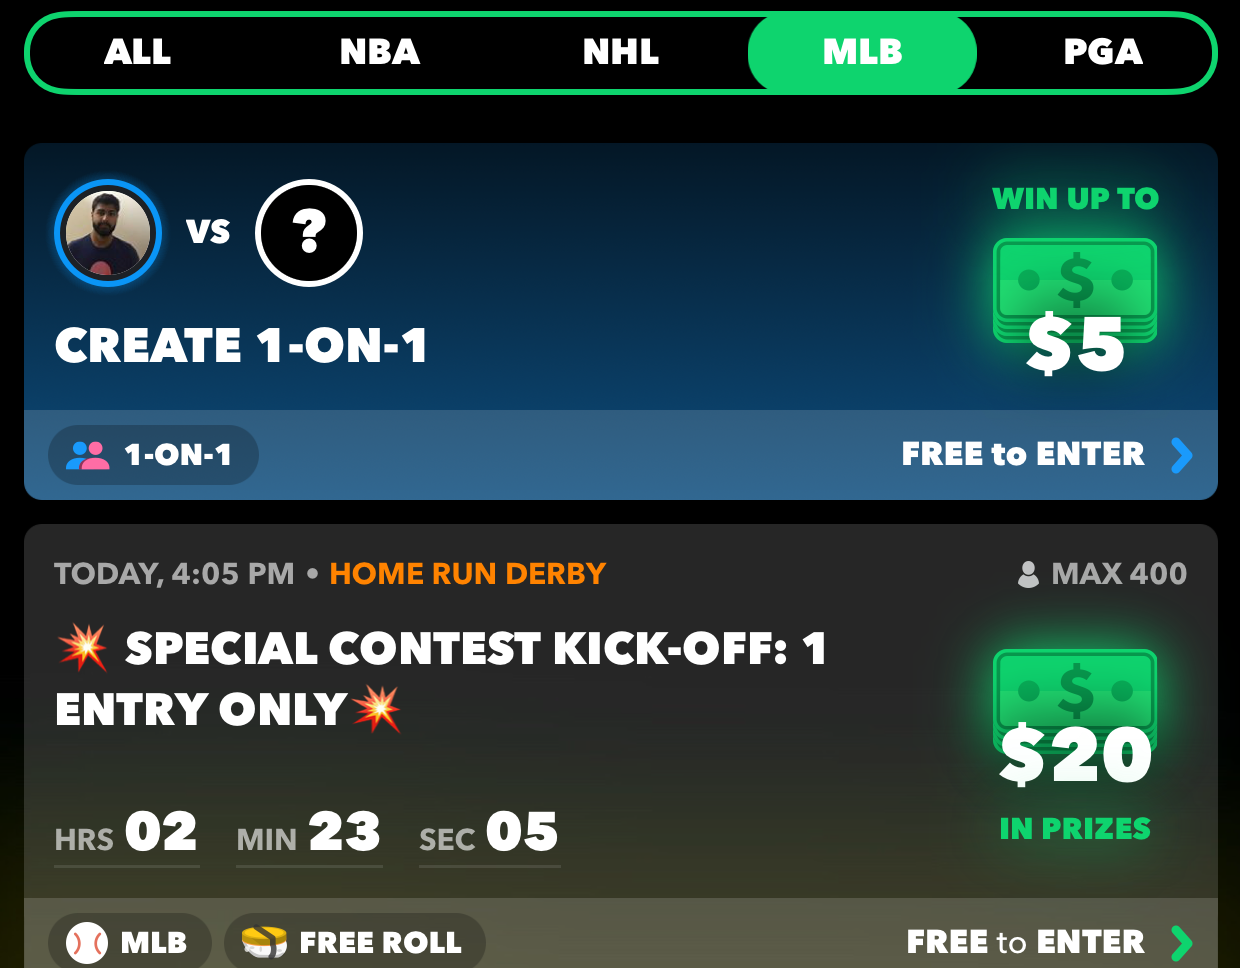 ALL NBA NHL MLB PGA
VS ?
WIN UP TO
$
$5
CREATE 1-ON-1
1-ON-1
FREE to ENTER
TODAY, 4:05 PM • HOME RUN DERBY
MAX 400
💥 SPECIAL CONTEST KICK-OFF: 1
ENTRY ONLY💥
$
$20
IN PRIZES
HRS 02 MIN 23 SEC 05
MLB FREE ROLL
FREE to ENTER